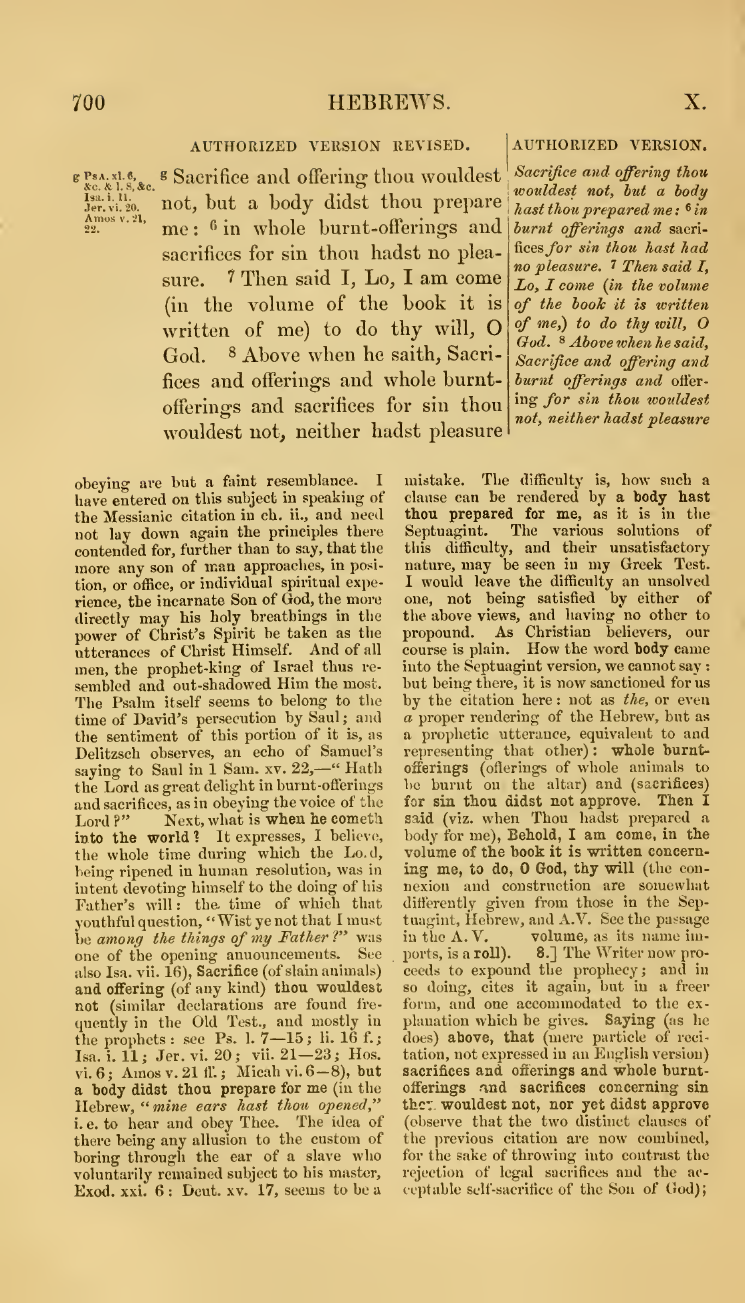 700 HEBREWS. X.
AUTHORIZED VERSION REVISED.
g Psa. xl. 6,
&c. & l. 8, &c.
Isa. i. 11.
Jer. vi. 20.
Amos v. 21,
22.
g Sacrifice and offering thou wouldest
not, but a body didst thou prepare
me : 6 in whole burnt-offerings and
sacrifices for sin thou hadst no plea-
sure. 7 Then said I, Lo, I am come
(in the volume of the book it is
written of me) to do thy will, O
God. 8 Above when he saith, Sacri-
fices and offerings and whole burnt-
offerings and sacrifices for sin thou
wouldest not, neither hadst pleasure
AUTHORIZED VERSION.
Sacrifice and offering thou
wouldest not, but a body
hast thou prepared me : 6 in
burnt offerings and sacri-
fices for sin thou hast had
no pleasure. 7 Then said I,
Lo, I come (in the volume
of the book it is written
of me,) to do thy will, O
God. 8 Above when he said,
Sacrifice and offering and
burnt offerings and offer-
ing for sin thou wouldest
not, neither hadst pleasure
obeying are but a faint resemblance. I
have entered on this subject in speaking of
the Messianic citation in ch. ii., and need
not lay down again the principles there
contended for, further than to say, that the
more any son of man approaches, in posi-
tion, or office, or individual spiritual expe-
rience, the incarnate Son of God, the more
directly may his holy breathings in the
power of Christ's Spirit be taken as the
utterances of Christ Himself. And of all
men, the prophet-king of Israel thus re-
sembled and out-shadowed Him the most.
The Psalm itself seems to belong to the
time of David's persecution by Saul; and
the sentiment of this portion of it is, as
Delitzsch observes, an echo of Samuel's
saying to Saul in 1 Sam. xv. 22,—“ Hath
the Lord as great delight in burnt-offerings
and sacrifices, as in obeying the voice of the
Lord ?” Next, what is when he cometh
into the world ? It expresses, I believe,
the whole time during which the Lord,
being ripened in human resolution, was in
intent devoting himself to the doing of his
Father's will : the time of which that
youthful question, “Wist ye not that I must
be among the things of my Father ?” was
one of the opening announcements. See
also Isa. vii. 16), Sacrifice (of slain animals)
and offering (of any kind) thou wouldest
not (similar declarations are found fre-
quently in the Old Test., and mostly in
the prophets : see Ps. l. 7—15; li. 16 f.;
Isa. i. 11; Jer. vi. 20; vii. 21—23; Hos.
vi. 6; Amos v. 21 ff.; Micah vi. 6—8), but
a body didst thou prepare for me (in the
Hebrew, “mine ears hast thou opened,”
i. e. to hear and obey Thee. The idea of
there being any allusion to the custom of
boring through the ear of a slave who
voluntarily remained subject to his master,
Exod. xxi. 6 : Deut. xv. 17, seems to be a
mistake. The difficulty is, how such a
clause can be rendered by a body hast
thou prepared for me, as it is in the
Septuagint. The various solutions of
this difficulty, and their unsatisfactory
nature, may be seen in my Greek Test.
I would leave the difficulty an unsolved
one, not being satisfied by either of
the above views, and having no other to
propound. As Christian believers, our
course is plain. How the word body came
into the Septuagint version, we cannot say :
but being there, it is now sanctioned for us
by the citation here : not as the, or even
a proper rendering of the Hebrew, but as
a prophetic utterance, equivalent to and
representing that other) : whole burnt-
offerings (offerings of whole animals to
be burnt on the altar) and (sacrifices)
for sin thou didst not approve. Then I
said (viz. when Thou hadst prepared a
body for me), Behold, I am come, in the
volume of the book it is written concern-
ing me, to do, O God, thy will (the con-
nexion and construction are somewhat
differently given from those in the Sep-
tuagint, Hebrew, and A.V. See the passage
in the A. V. volume, as its name im-
ports, is a roll). 8.] The Writer now pro-
ceeds to expound the prophecy; and in
so doing, cites it again, but in a freer
form, and one accommodated to the ex-
planation which he gives. Saying (as he
does) above, that (mere particle of reci-
tation, not expressed in an English version)
sacrifices and offerings and whole burnt-
offerings and sacrifices concerning sin
thou wouldest not, nor yet didst approve
(observe that the two distinct clauses of
the previous citation are now combined,
for the sake of throwing into contrast the
rejection of legal sacrifices and the ac-
ceptable self-sacrifice of the Son of God);